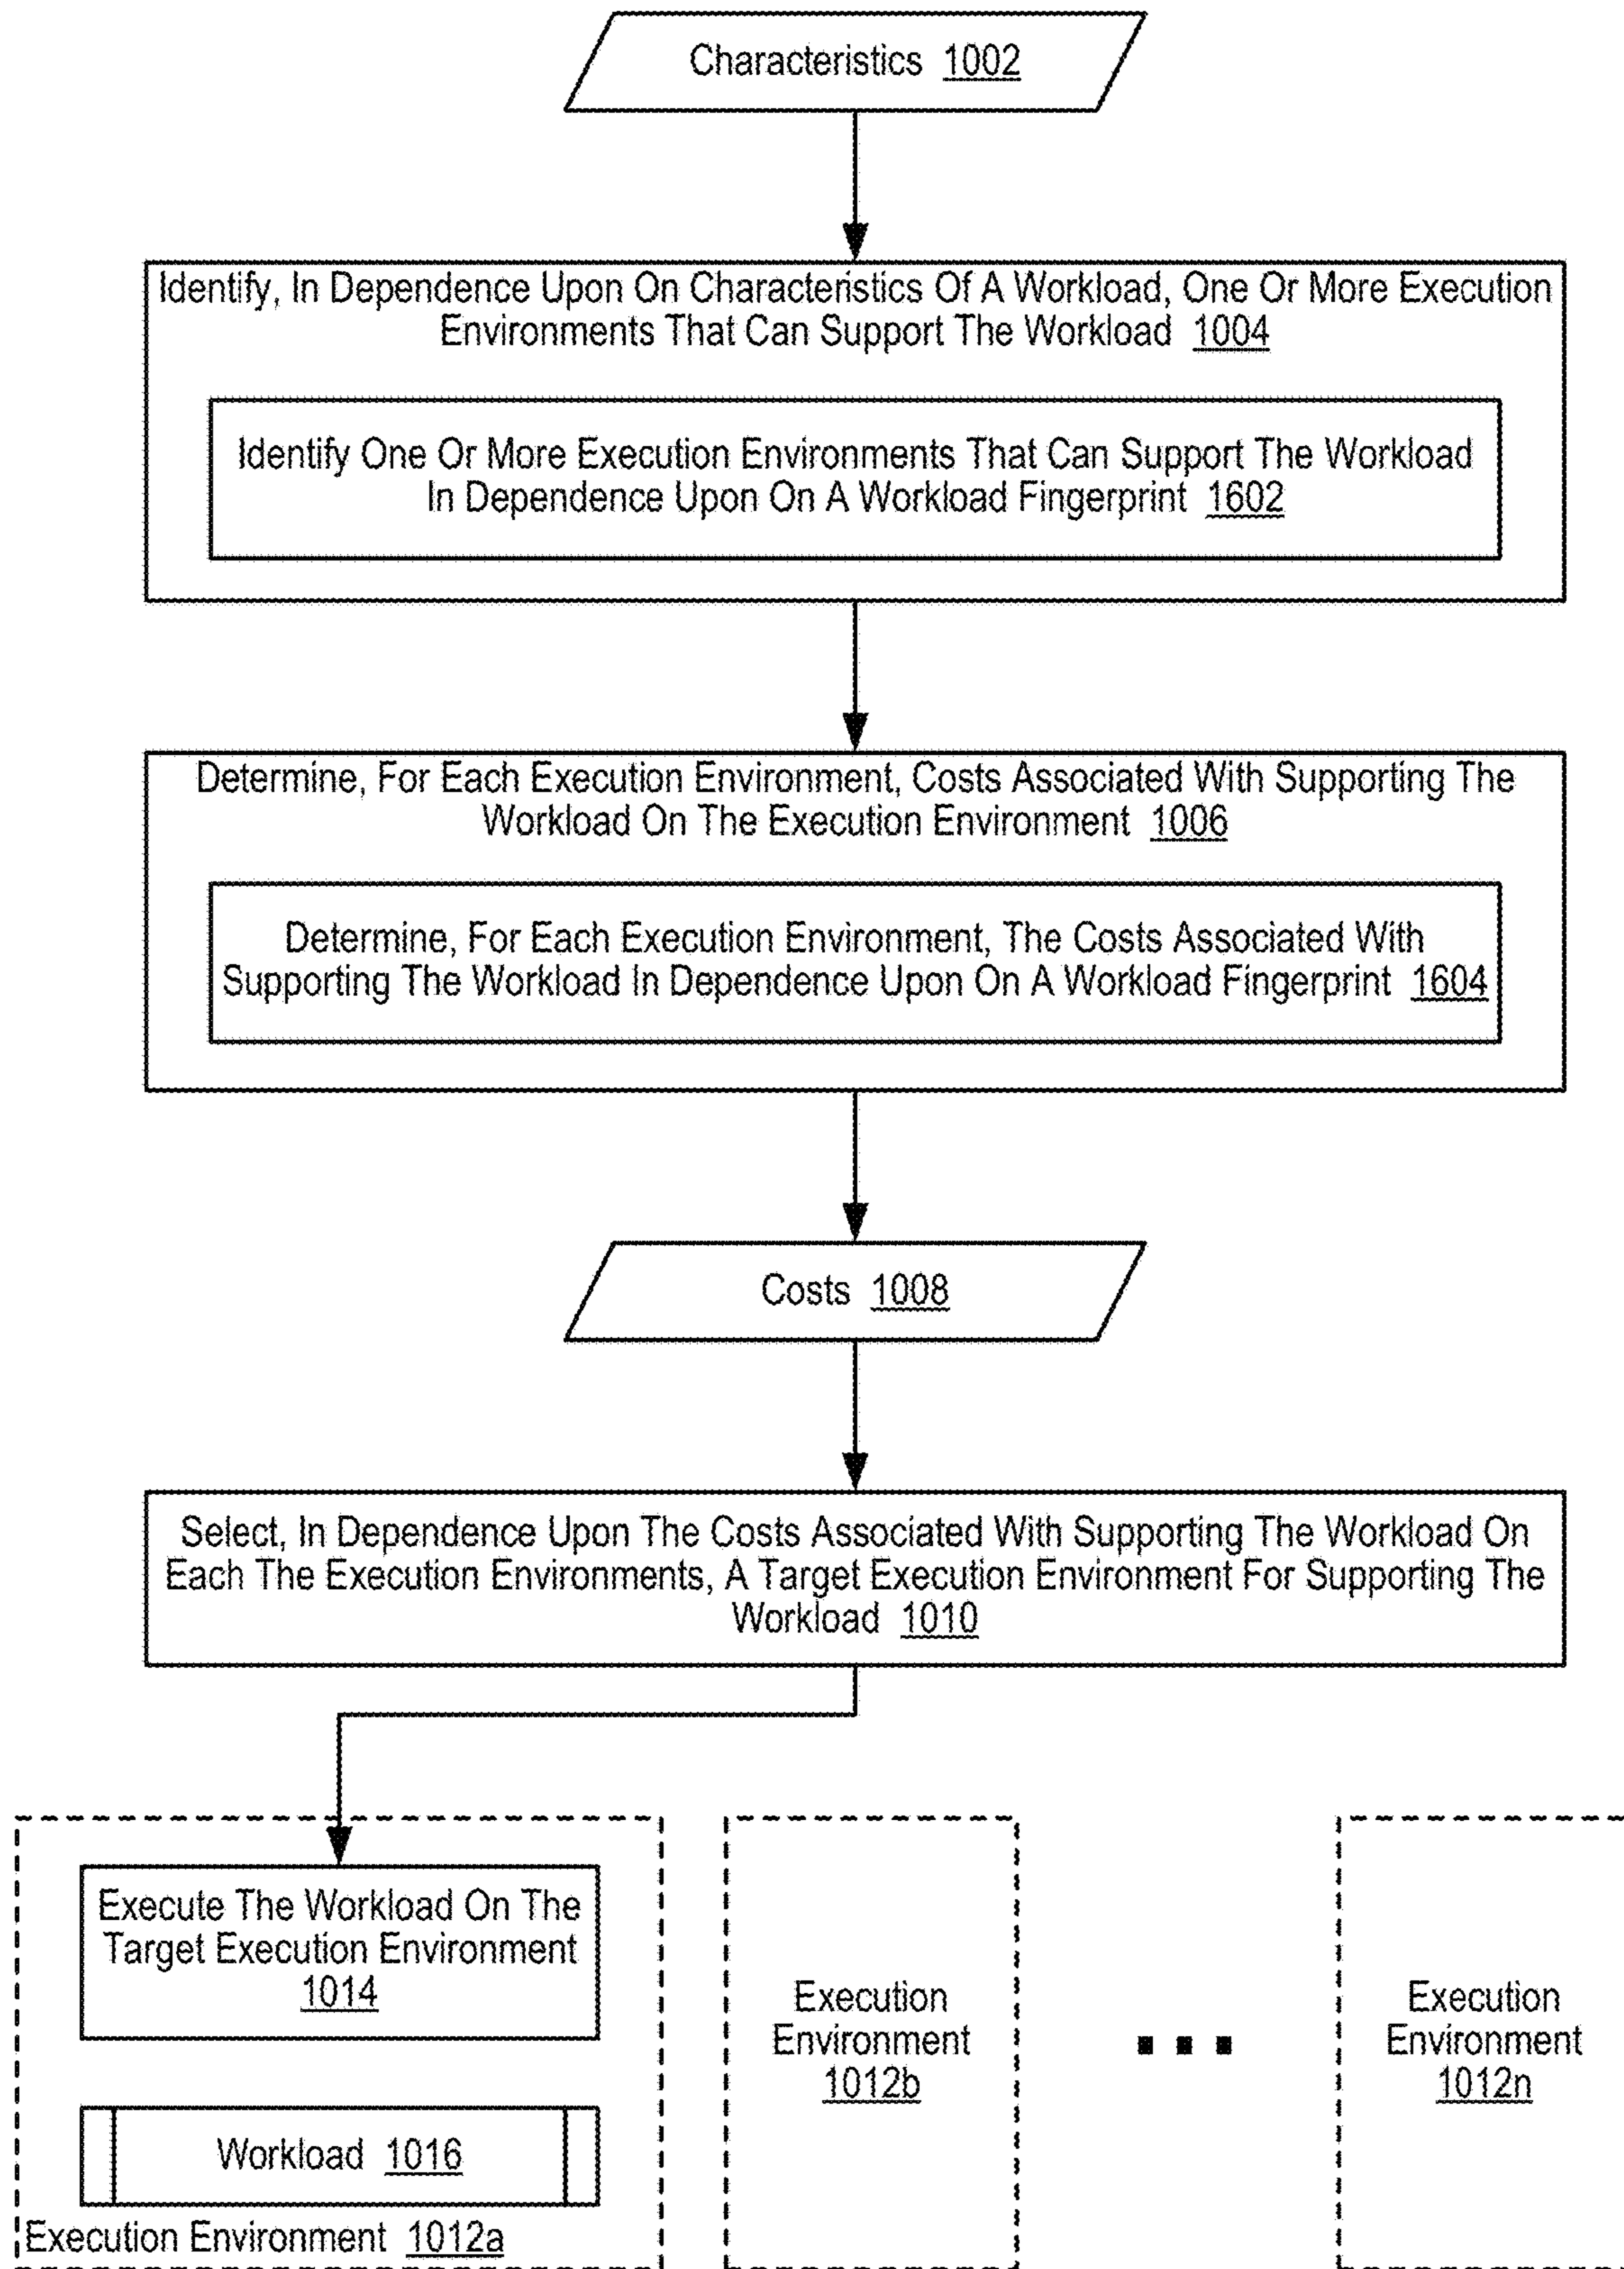 Characteristics 1002
Identify, In Dependence Upon On Characteristics Of A Workload, One Or More Execution
Environments That Can Support The Workload 1004
Identify One Or More Execution Environments That Can Support The Workload
In Dependence Upon On A Workload Fingerprint 1602
Determine, For Each Execution Environment, Costs Associated With Supporting The
Workload On The Execution Environment 1006
Determine, For Each Execution Environment, The Costs Associated With
Supporting The Workload In Dependence Upon On A Workload Fingerprint 1604
Costs 1008
Select, In Dependence Upon The Costs Associated With Supporting The Workload On
Each The Execution Environments, A Target Execution Environment For Supporting The
Workload 1010
Execute The Workload On The
Target Execution Environment
1014
Workload 1016
Execution Environment 1012a
Execution
Environment
1012b
Execution
Environment
1012n